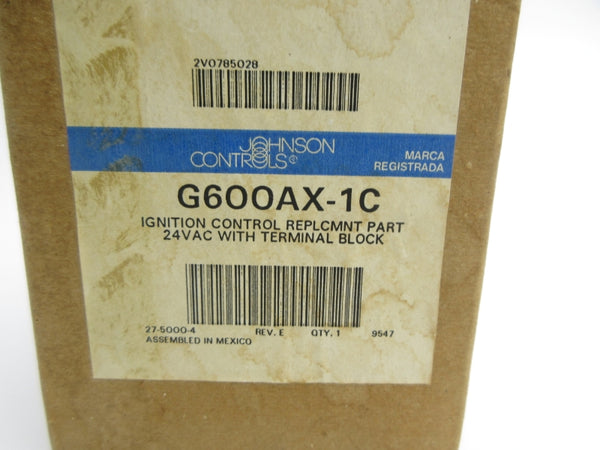 2V0785028
JOHNSON
CONTROLS®
MARCA
REGISTRADA
G600AX-1C
IGNITION CONTROL REPLCMNT PART
24VAC WITH TERMINAL BLOCK
27-5000-4 REV. E QTY. 1 9547
ASSEMBLED IN MEXICO